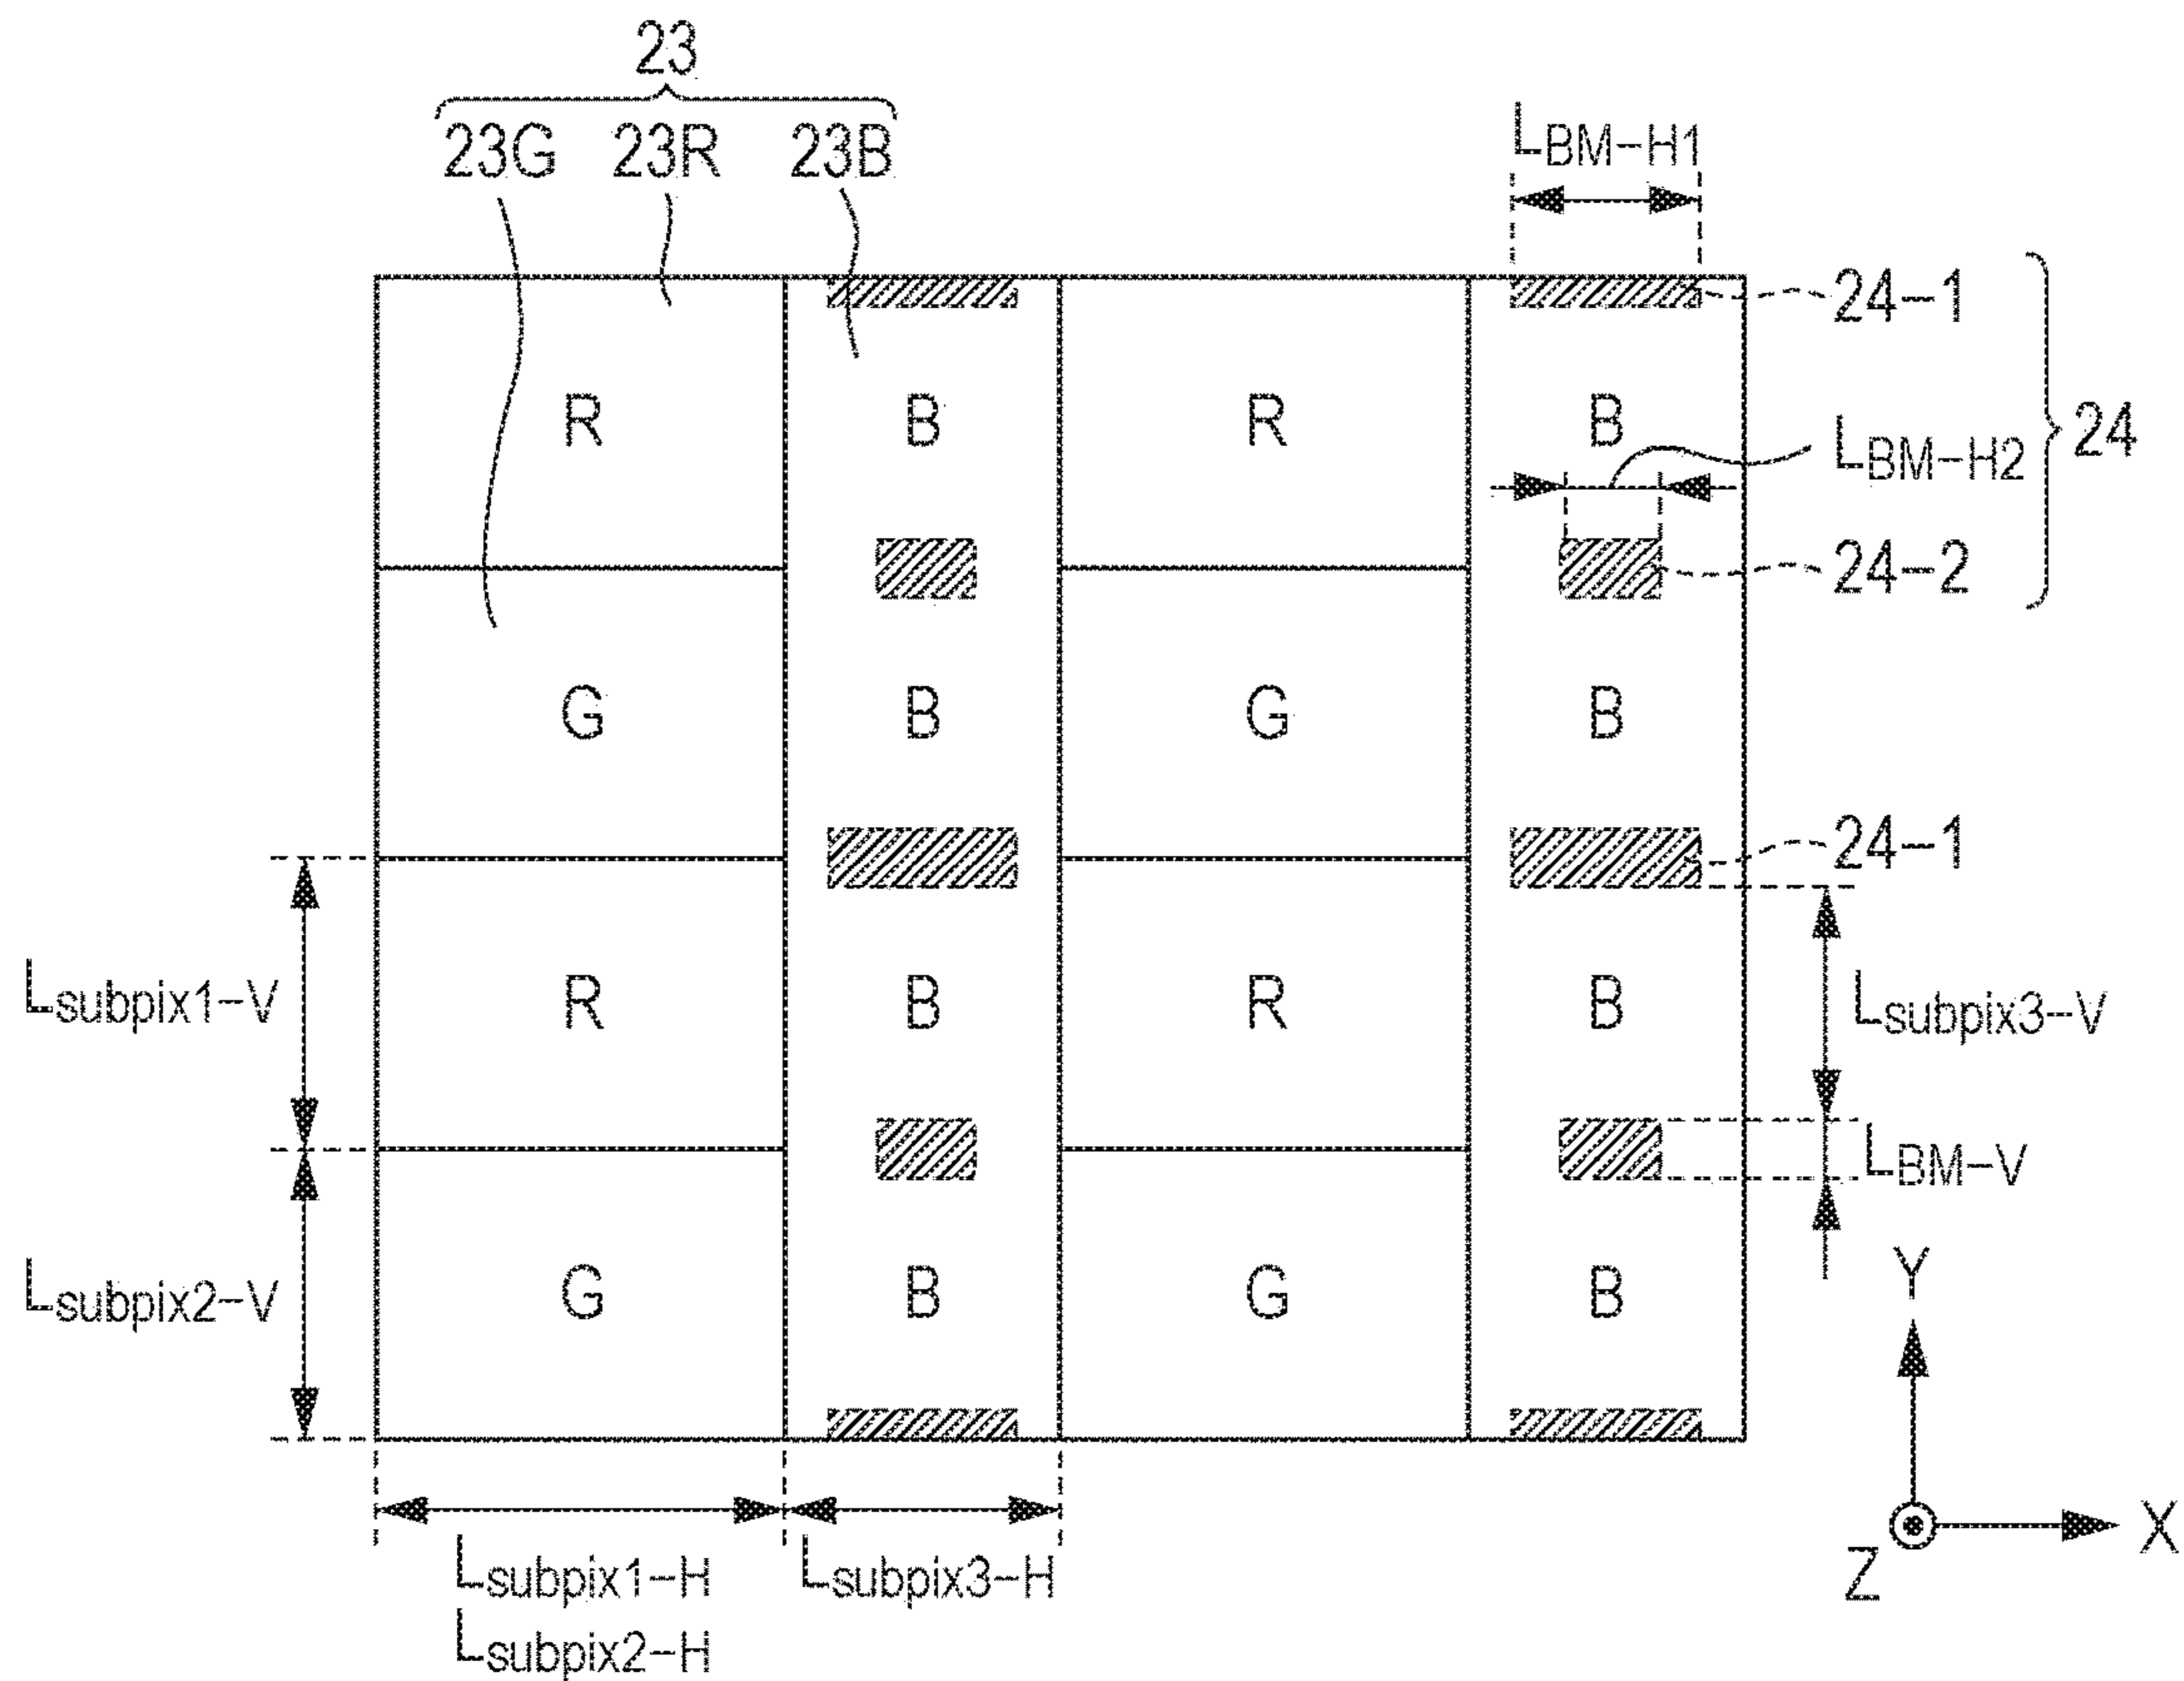 23
23G 23R 23B
LBM-H1
24-1
R B R B
24
LBM-H2
24-2
G B G B
24-1
Lsubpix1-V
R B R B
Lsubpix3-V
LBM-V
Lsubpix2-V
G B G B
Y
X
Z
Lsubpix1-H
Lsubpix3-H
Lsubpix2-H